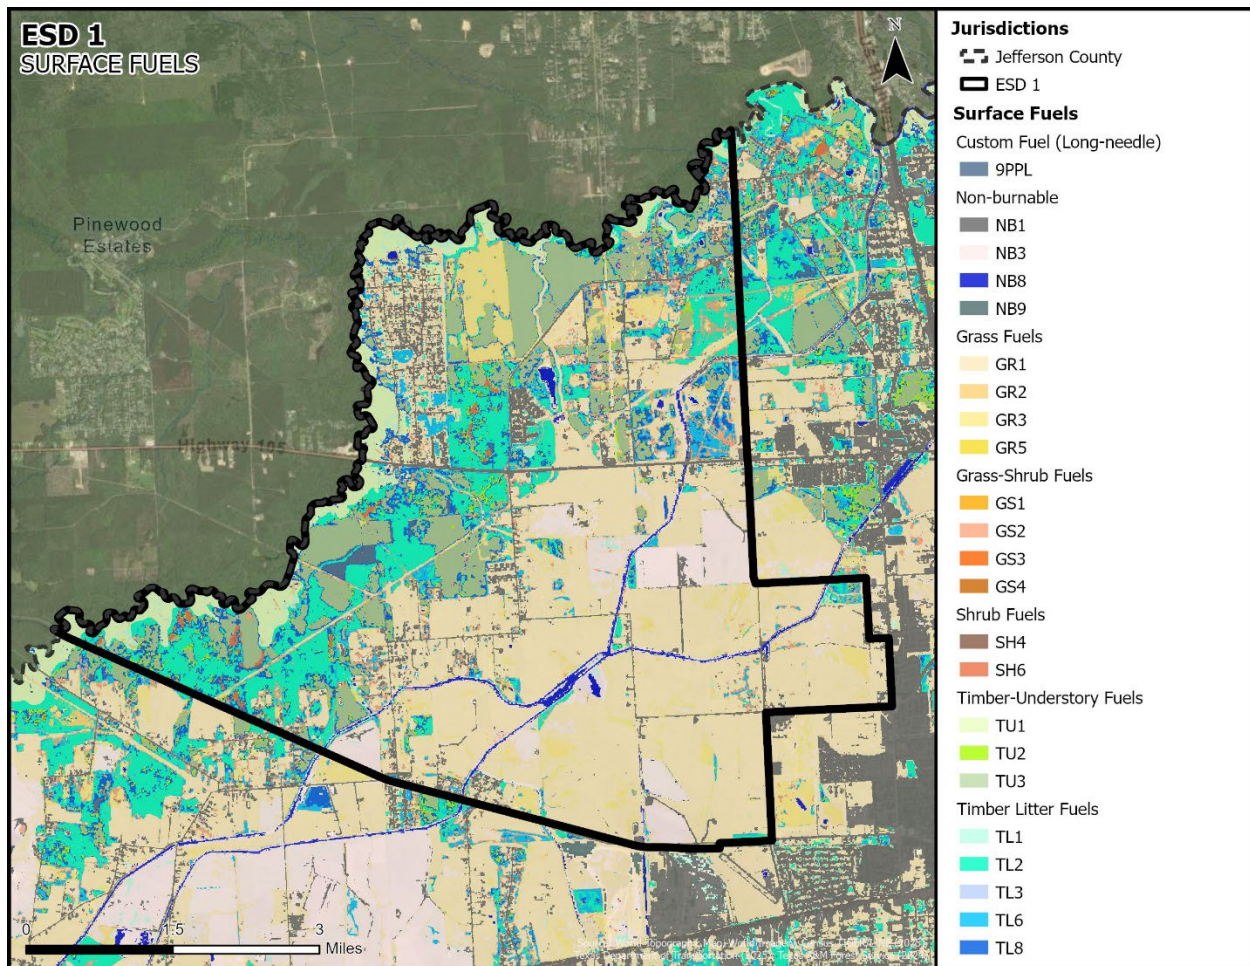 ESD 1
SURFACE FUELS
N
Pinewood
Estates
Highway 105
0
1.5
3
Miles
Jurisdictions
Jefferson County
ESD 1
Surface Fuels
Custom Fuel (Long-needle)
9PPL
Non-burnable
NB1
NB3
NB8
NB9
Grass Fuels
GR1
GR2
GR3
GR5
Grass-Shrub Fuels
GS1
GS2
GS3
GS4
Shrub Fuels
SH4
SH6
Timber-Understory Fuels
TU1
TU2
TU3
Timber Litter Fuels
TL1
TL2
TL3
TL6
TL8